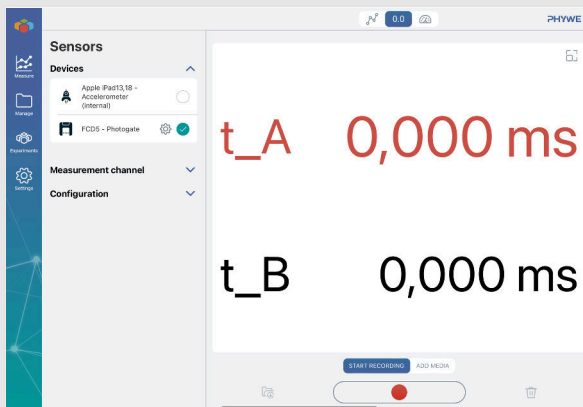 0.0
PHYWE
Measure
Manage
Experiments
Settings
Sensors
Devices
Apple iPad13,18 -
Accelerometer
(internal)
FCD5 - Photogate
Measurement channel
Configuration
t_A 0,000 ms
t_B 0,000 ms
START RECORDING ADD MEDIA